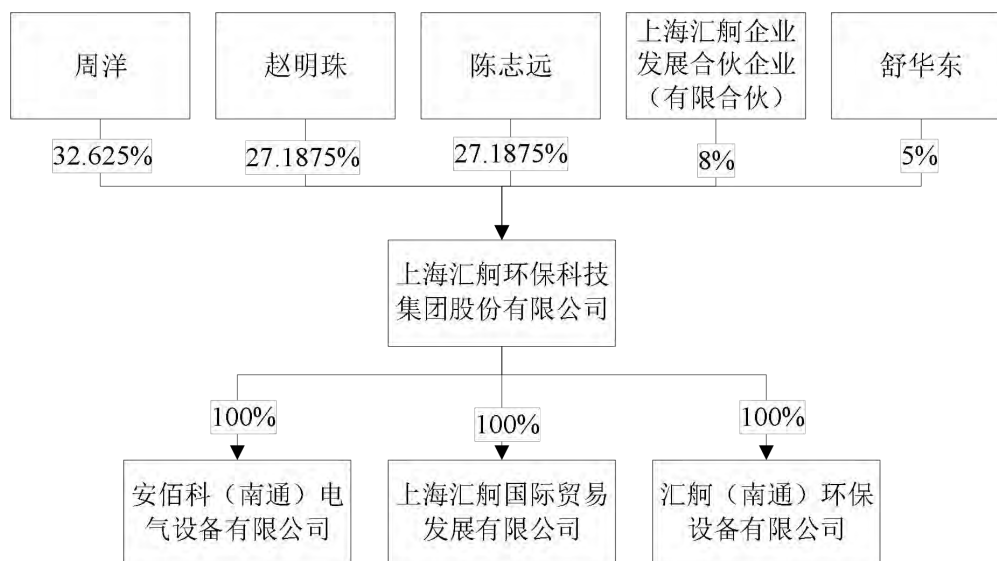 周洋
赵明珠
陈志远
上海汇舸企业
发展合伙企业
（有限合伙）
舒华东
32.625%
27.1875%
27.1875%
8%
5%
上海汇舸环保科技
集团股份有限公司
100%
100%
100%
安佰科（南通）电
气设备有限公司
上海汇舸国际贸易
发展有限公司
汇舸（南通）环保
设备有限公司